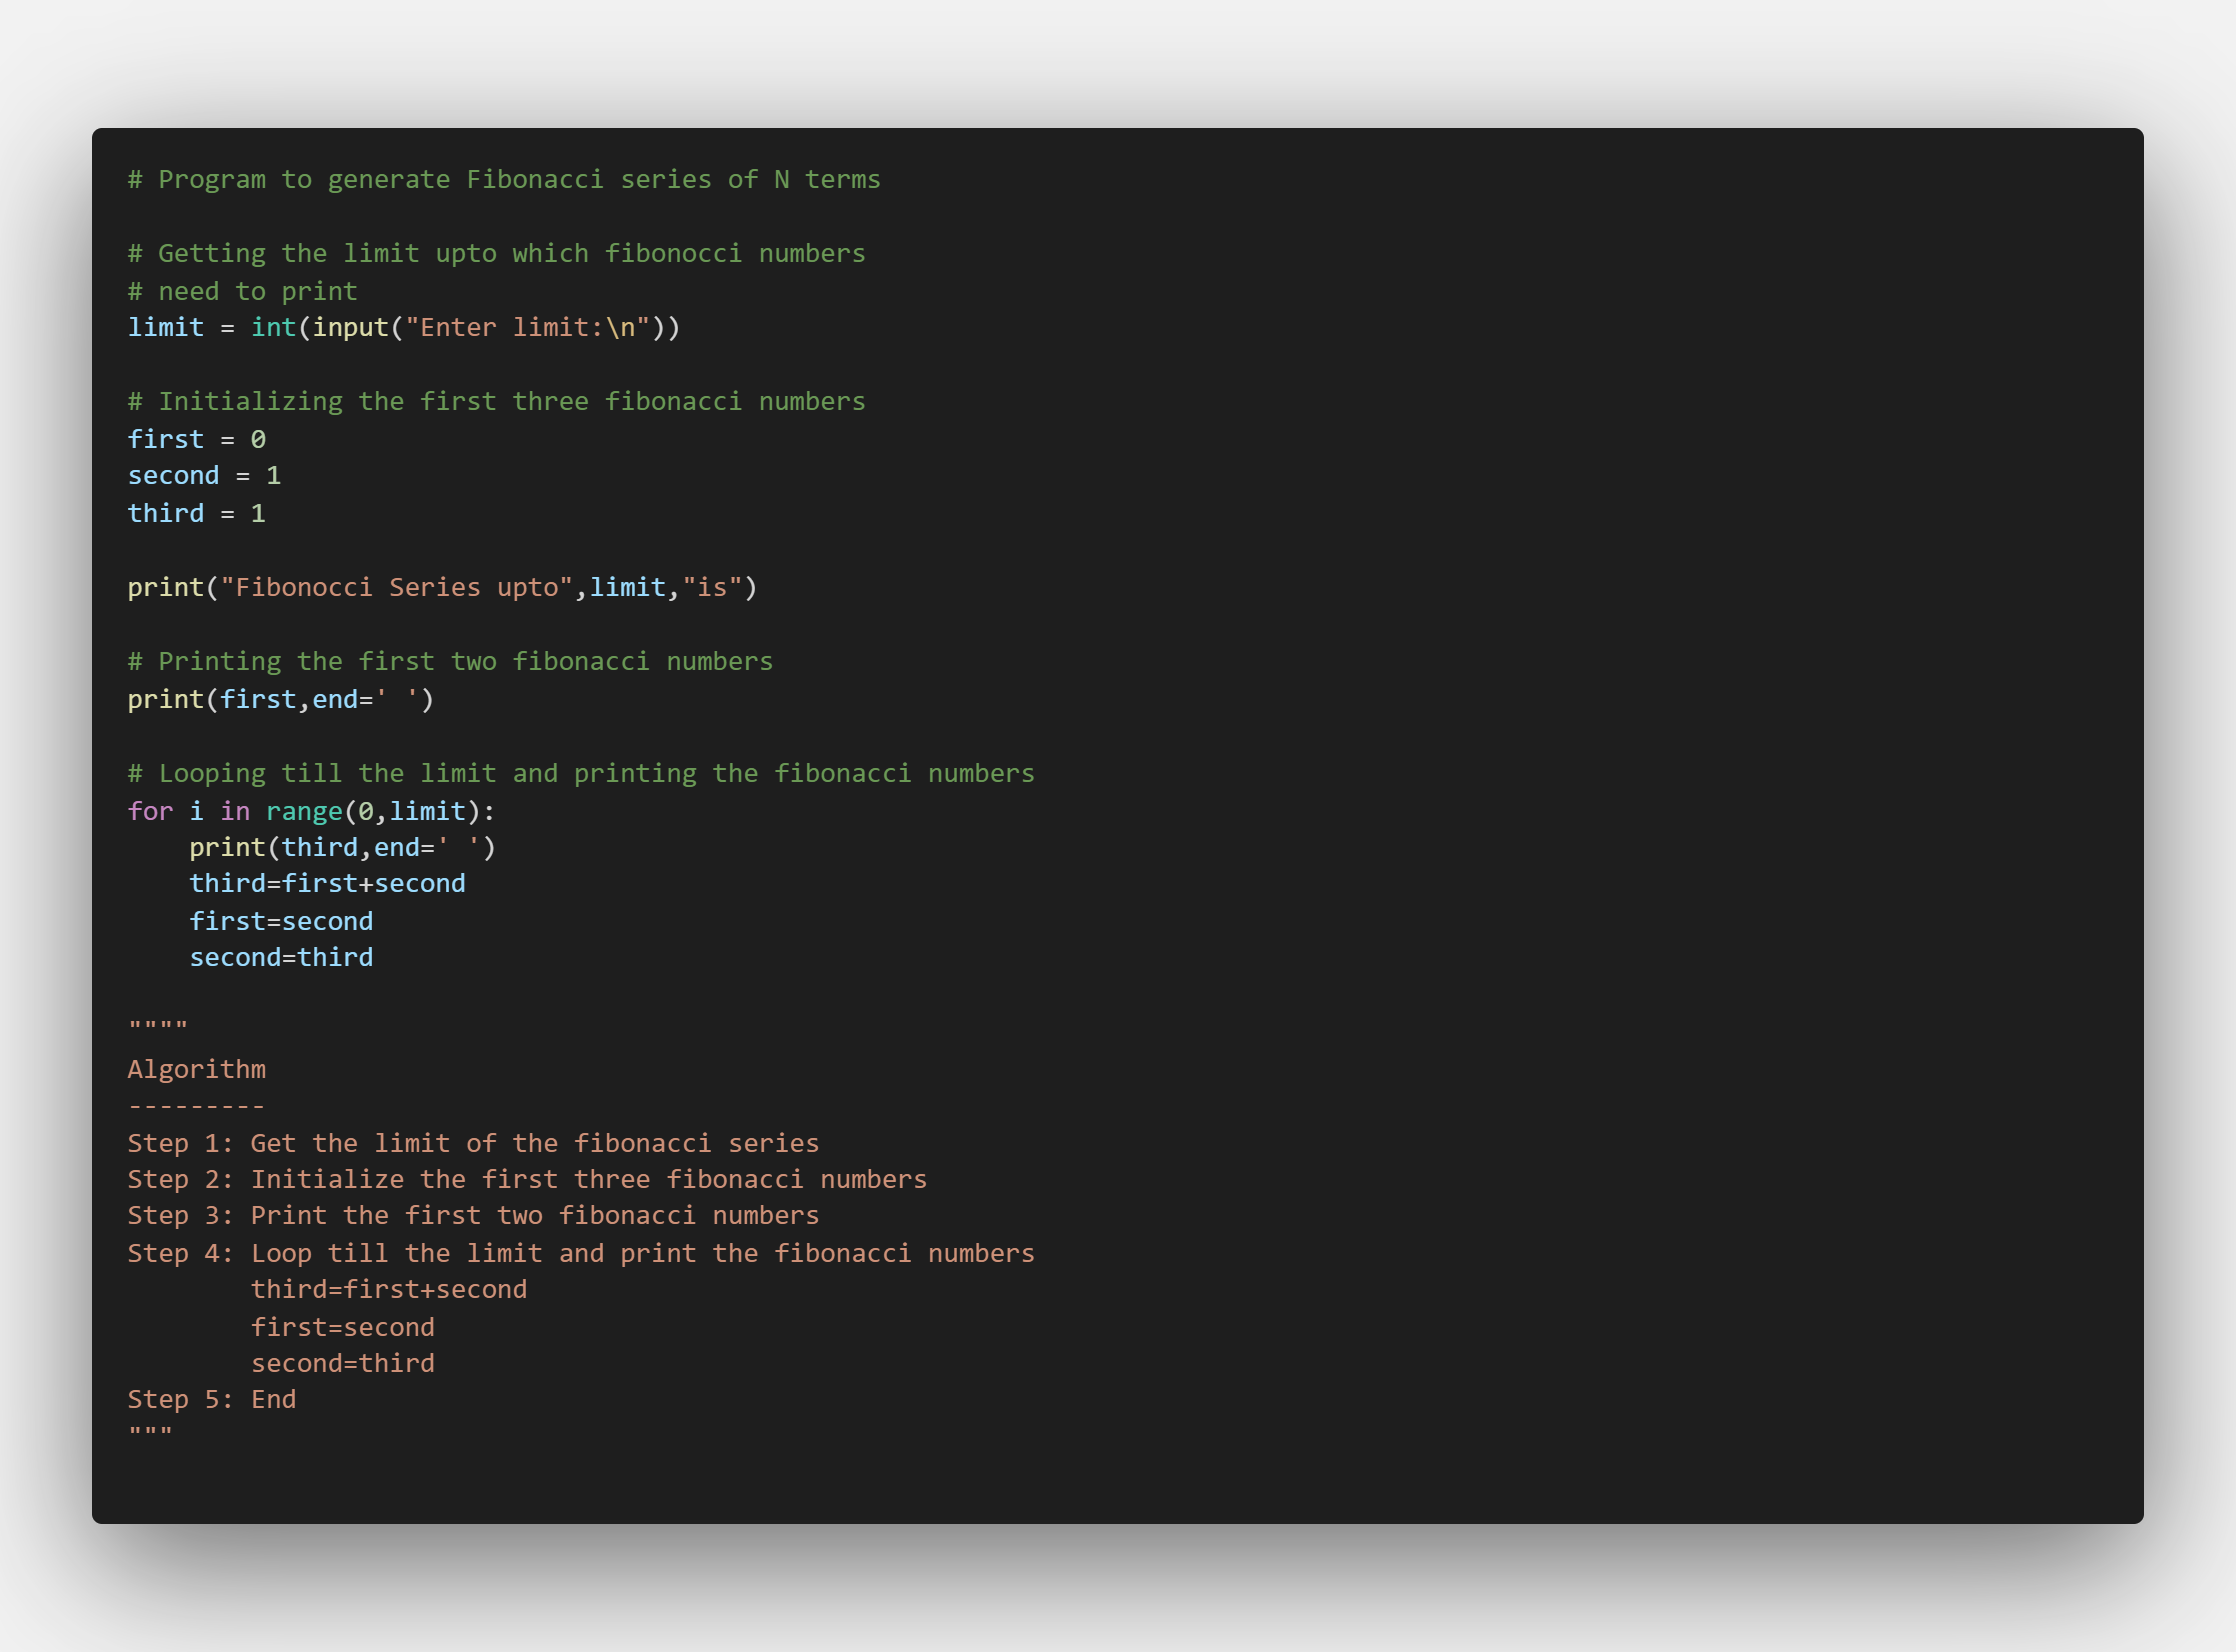 # Program to generate Fibonacci series of N terms
# Getting the limit upto which fibonocci numbers
# need to print
limit = int(input("Enter limit:\n"))
# Initializing the first three fibonacci numbers
first = 0
second = 1
third = 1
print("Fibonocci Series upto",limit,"is")
# Printing the first two fibonacci numbers
print(first,end=' ')
# Looping till the limit and printing the fibonacci numbers
for i in range(0,limit):
    print(third,end=' ')
    third=first+second
    first=second
    second=third
""""
Algorithm
---------
Step 1: Get the limit of the fibonacci series
Step 2: Initialize the first three fibonacci numbers
Step 3: Print the first two fibonacci numbers
Step 4: Loop till the limit and print the fibonacci numbers
        third=first+second
        first=second
        second=third
Step 5: End
"""